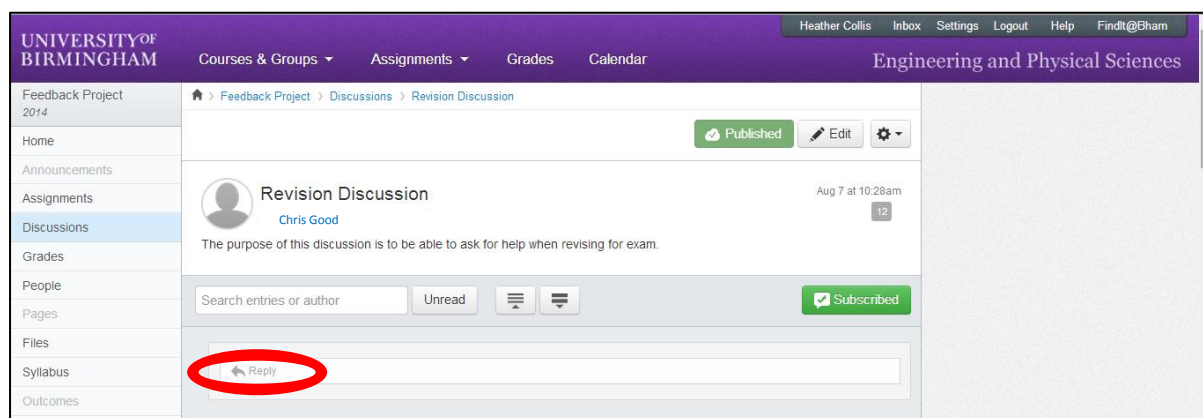 Heather Collis Inbox Settings Logout Help FindIt@Bham
UNIVERSITY OF
BIRMINGHAM
Courses & Groups Assignments Grades Calendar
Engineering and Physical Sciences
Feedback Project
2014
Home
Announcements
Assignments
Discussions
Grades
People
Pages
Files
Syllabus
Outcomes
> Feedback Project > Discussions > Revision Discussion
Published Edit
Revision Discussion
Aug 7 at 10:28am
Chris Good
12
The purpose of this discussion is to be able to ask for help when revising for exam.
Search entries or author Unread Subscribed
Reply